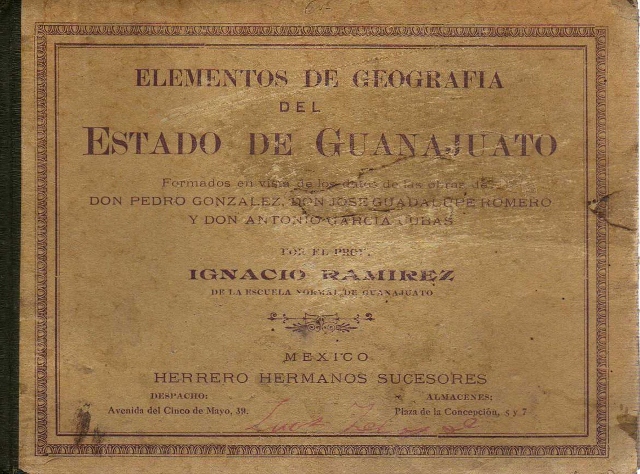 ELEMENTOS DE GEOGRAFIA
DEL
ESTADO DE GUANAJUATO
Formados en vista de los datos de las obras de
DON PEDRO GONZALEZ, DON JOSE GUADALUPE ROMERO
Y DON ANTONIO GARCIA CUBAS
POR EL PROF.
IGNACIO RAMIREZ
DE LA ESCUELA NORMAL DE GUANAJUATO
MEXICO
HERRERO HERMANOS SUCESORES
DESPACHO:
Avenida del Cinco de Mayo, 39.
ALMACENES:
Plaza de la Concepción, 5 y 7